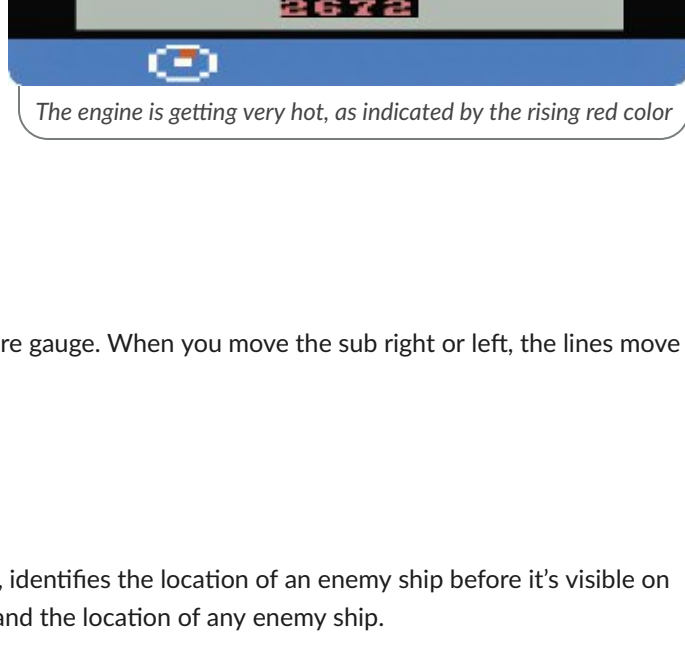 2672
The engine is getting very hot, as indicated by the rising red color
re gauge. When you move the sub right or left, the lines move
, identifies the location of an enemy ship before it’s visible on
and the location of any enemy ship.